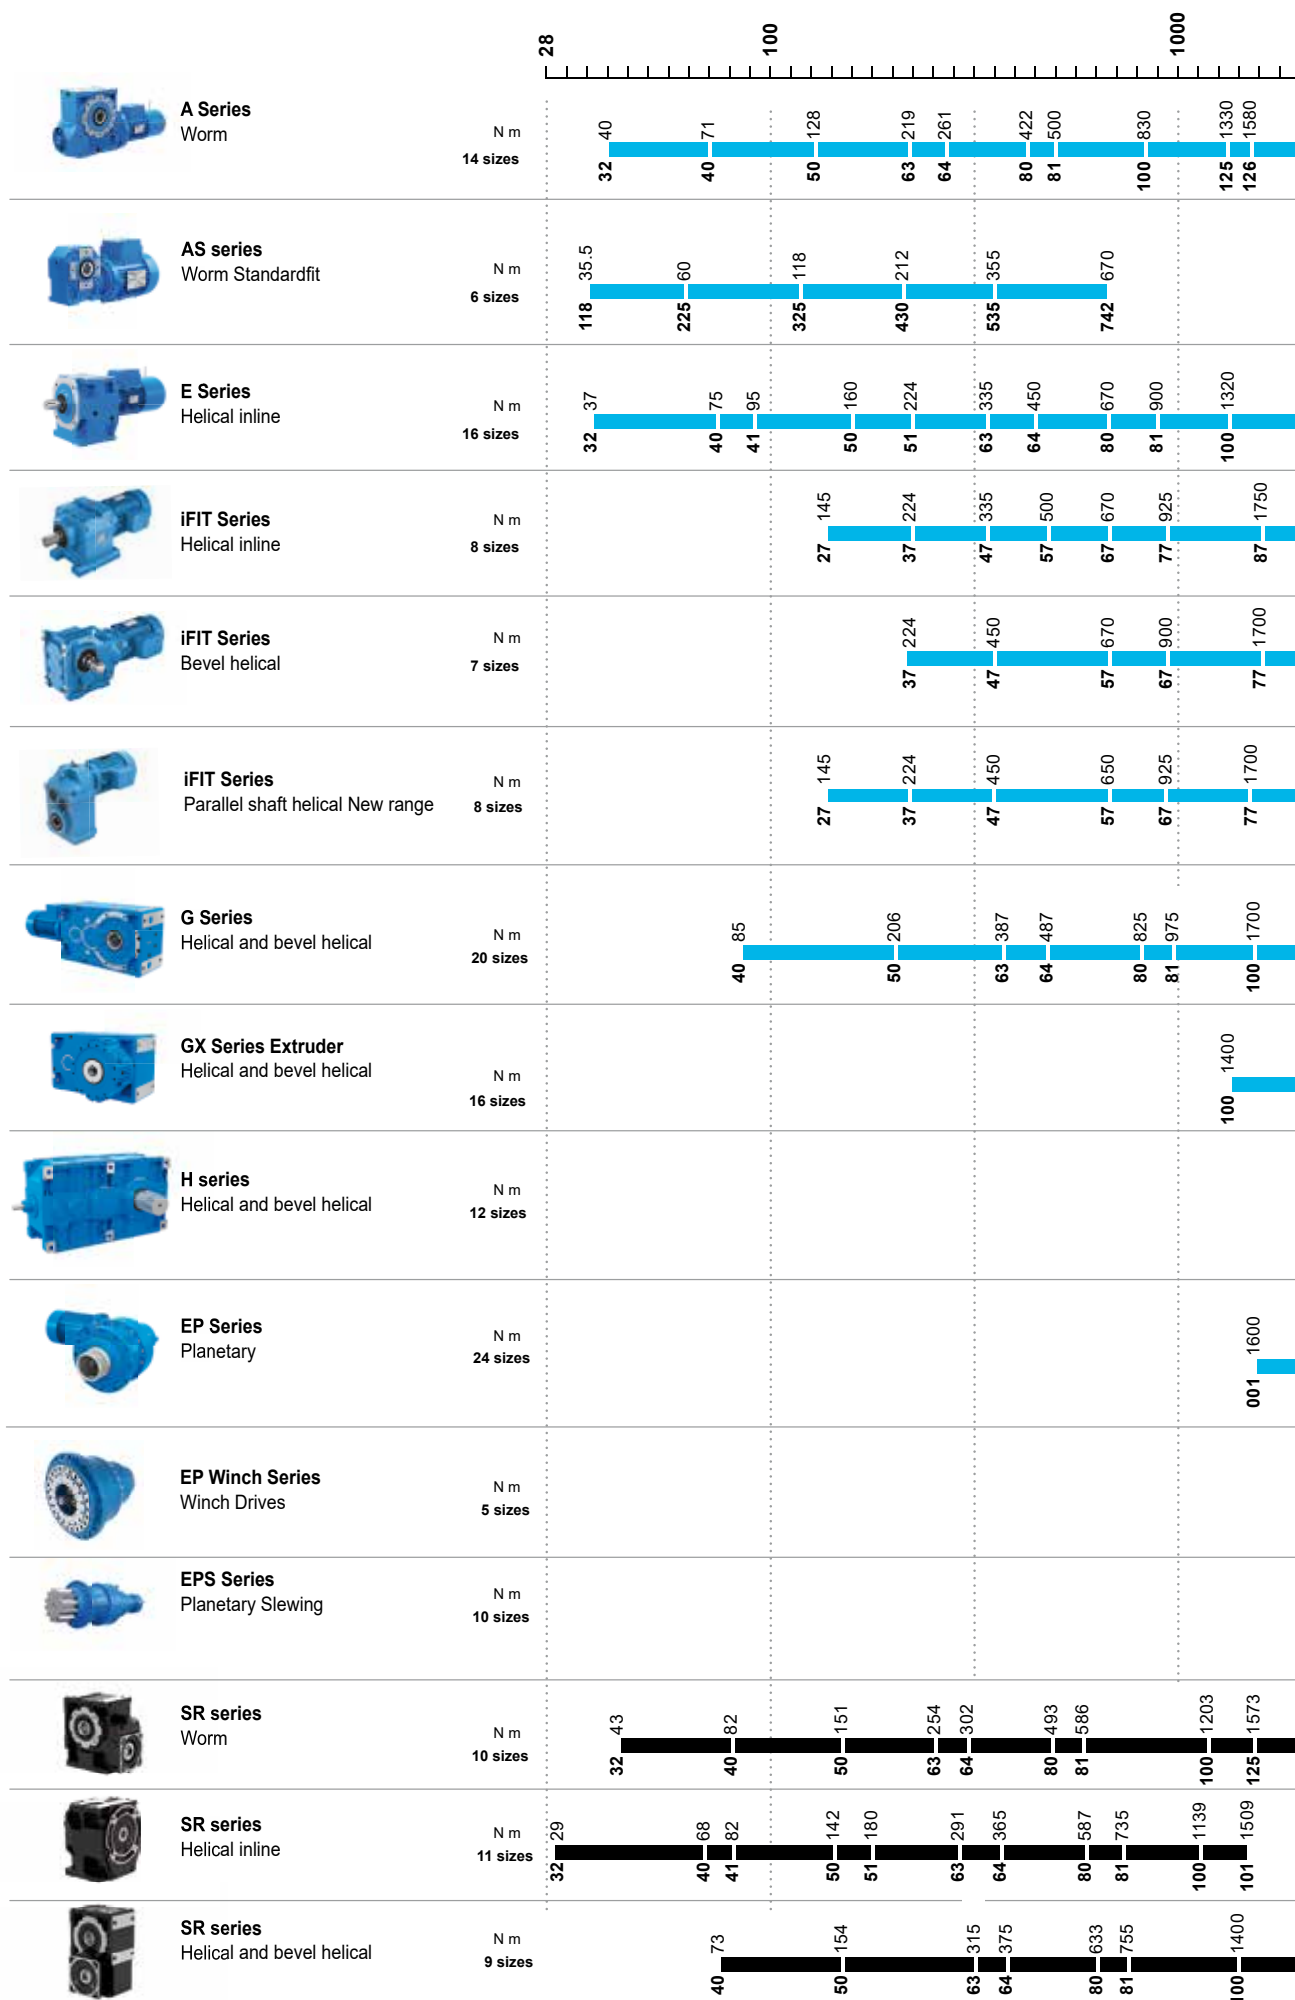 28 100 1000
A Series
Worm
N m 40 71 128 219 261 422 500 830 1330 1580
14 sizes 32 40 50 63 64 80 81 100 125 126
AS series
Worm Standardfit
N m 35.5 60 118 212 355 670
6 sizes 118 225 325 430 535 742
E Series
Helical inline
N m 37 75 95 160 224 335 450 670 900 1320
16 sizes 32 40 41 50 51 63 64 80 81 100
iFIT Series
Helical inline
N m 145 224 335 500 670 925 1750
8 sizes 27 37 47 57 67 77 87
iFIT Series
Bevel helical
N m 224 450 670 900 1700
7 sizes 37 47 57 67 77
iFIT Series
Parallel shaft helical New range
N m 145 224 450 650 925 1700
8 sizes 27 37 47 57 67 77
G Series
Helical and bevel helical
N m 85 206 387 487 825 975 1700
20 sizes 40 50 63 64 80 81 100
GX Series Extruder
Helical and bevel helical
N m 1400
16 sizes 100
H series
Helical and bevel helical
N m
12 sizes
EP Series
Planetary
N m 1600
24 sizes 001
EP Winch Series
Winch Drives
N m
5 sizes
EPS Series
Planetary Slewing
N m
10 sizes
SR series
Worm
N m 43 82 151 254 302 493 586 1203 1573
10 sizes 32 40 50 63 64 80 81 100 125
SR series
Helical inline
N m 29 68 82 142 180 291 365 587 735 1139 1509
11 sizes 32 40 41 50 51 63 64 80 81 100 101
SR series
Helical and bevel helical
N m 73 154 315 375 633 755 1400
9 sizes 40 50 63 64 80 81 100